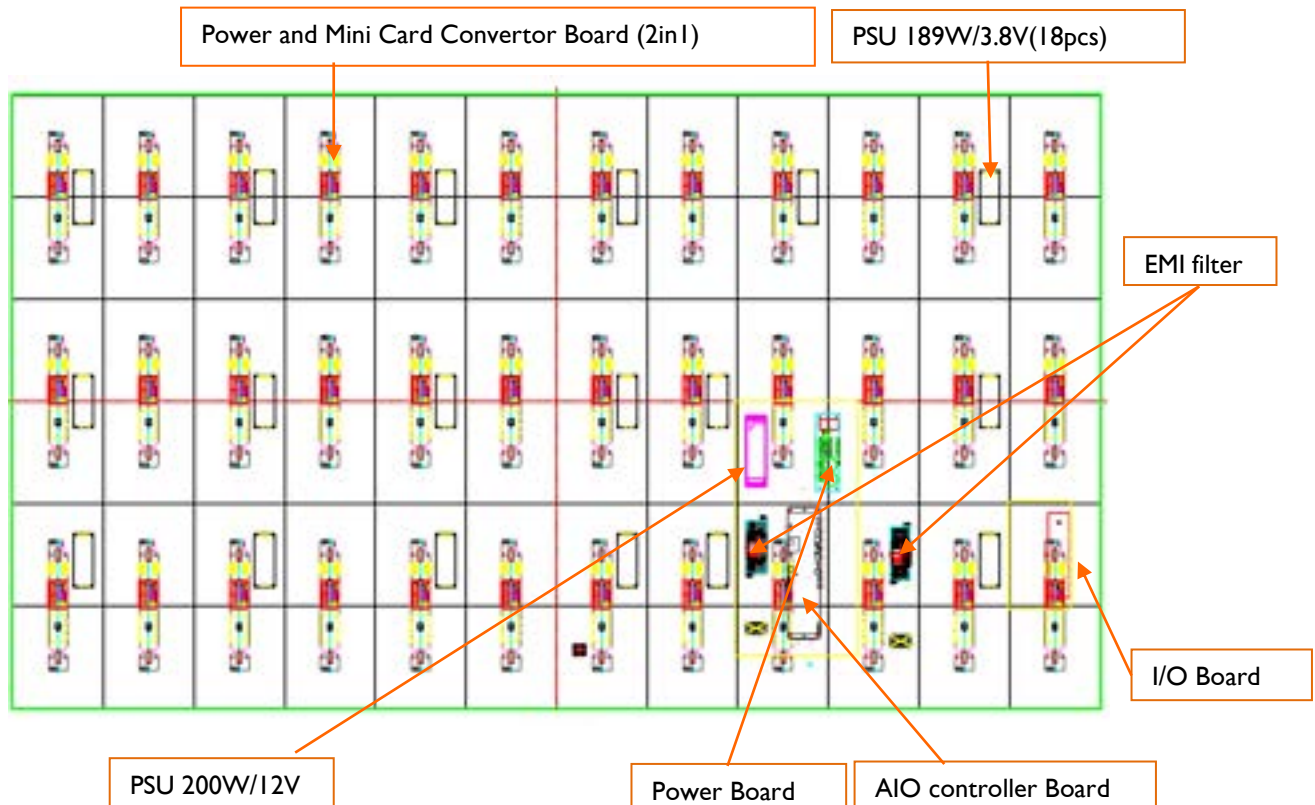 Power and Mini Card Convertor Board (2in1)
PSU 189W/3.8V(18pcs)
EMI filter
I/O Board
PSU 200W/12V
Power Board
AIO controller Board